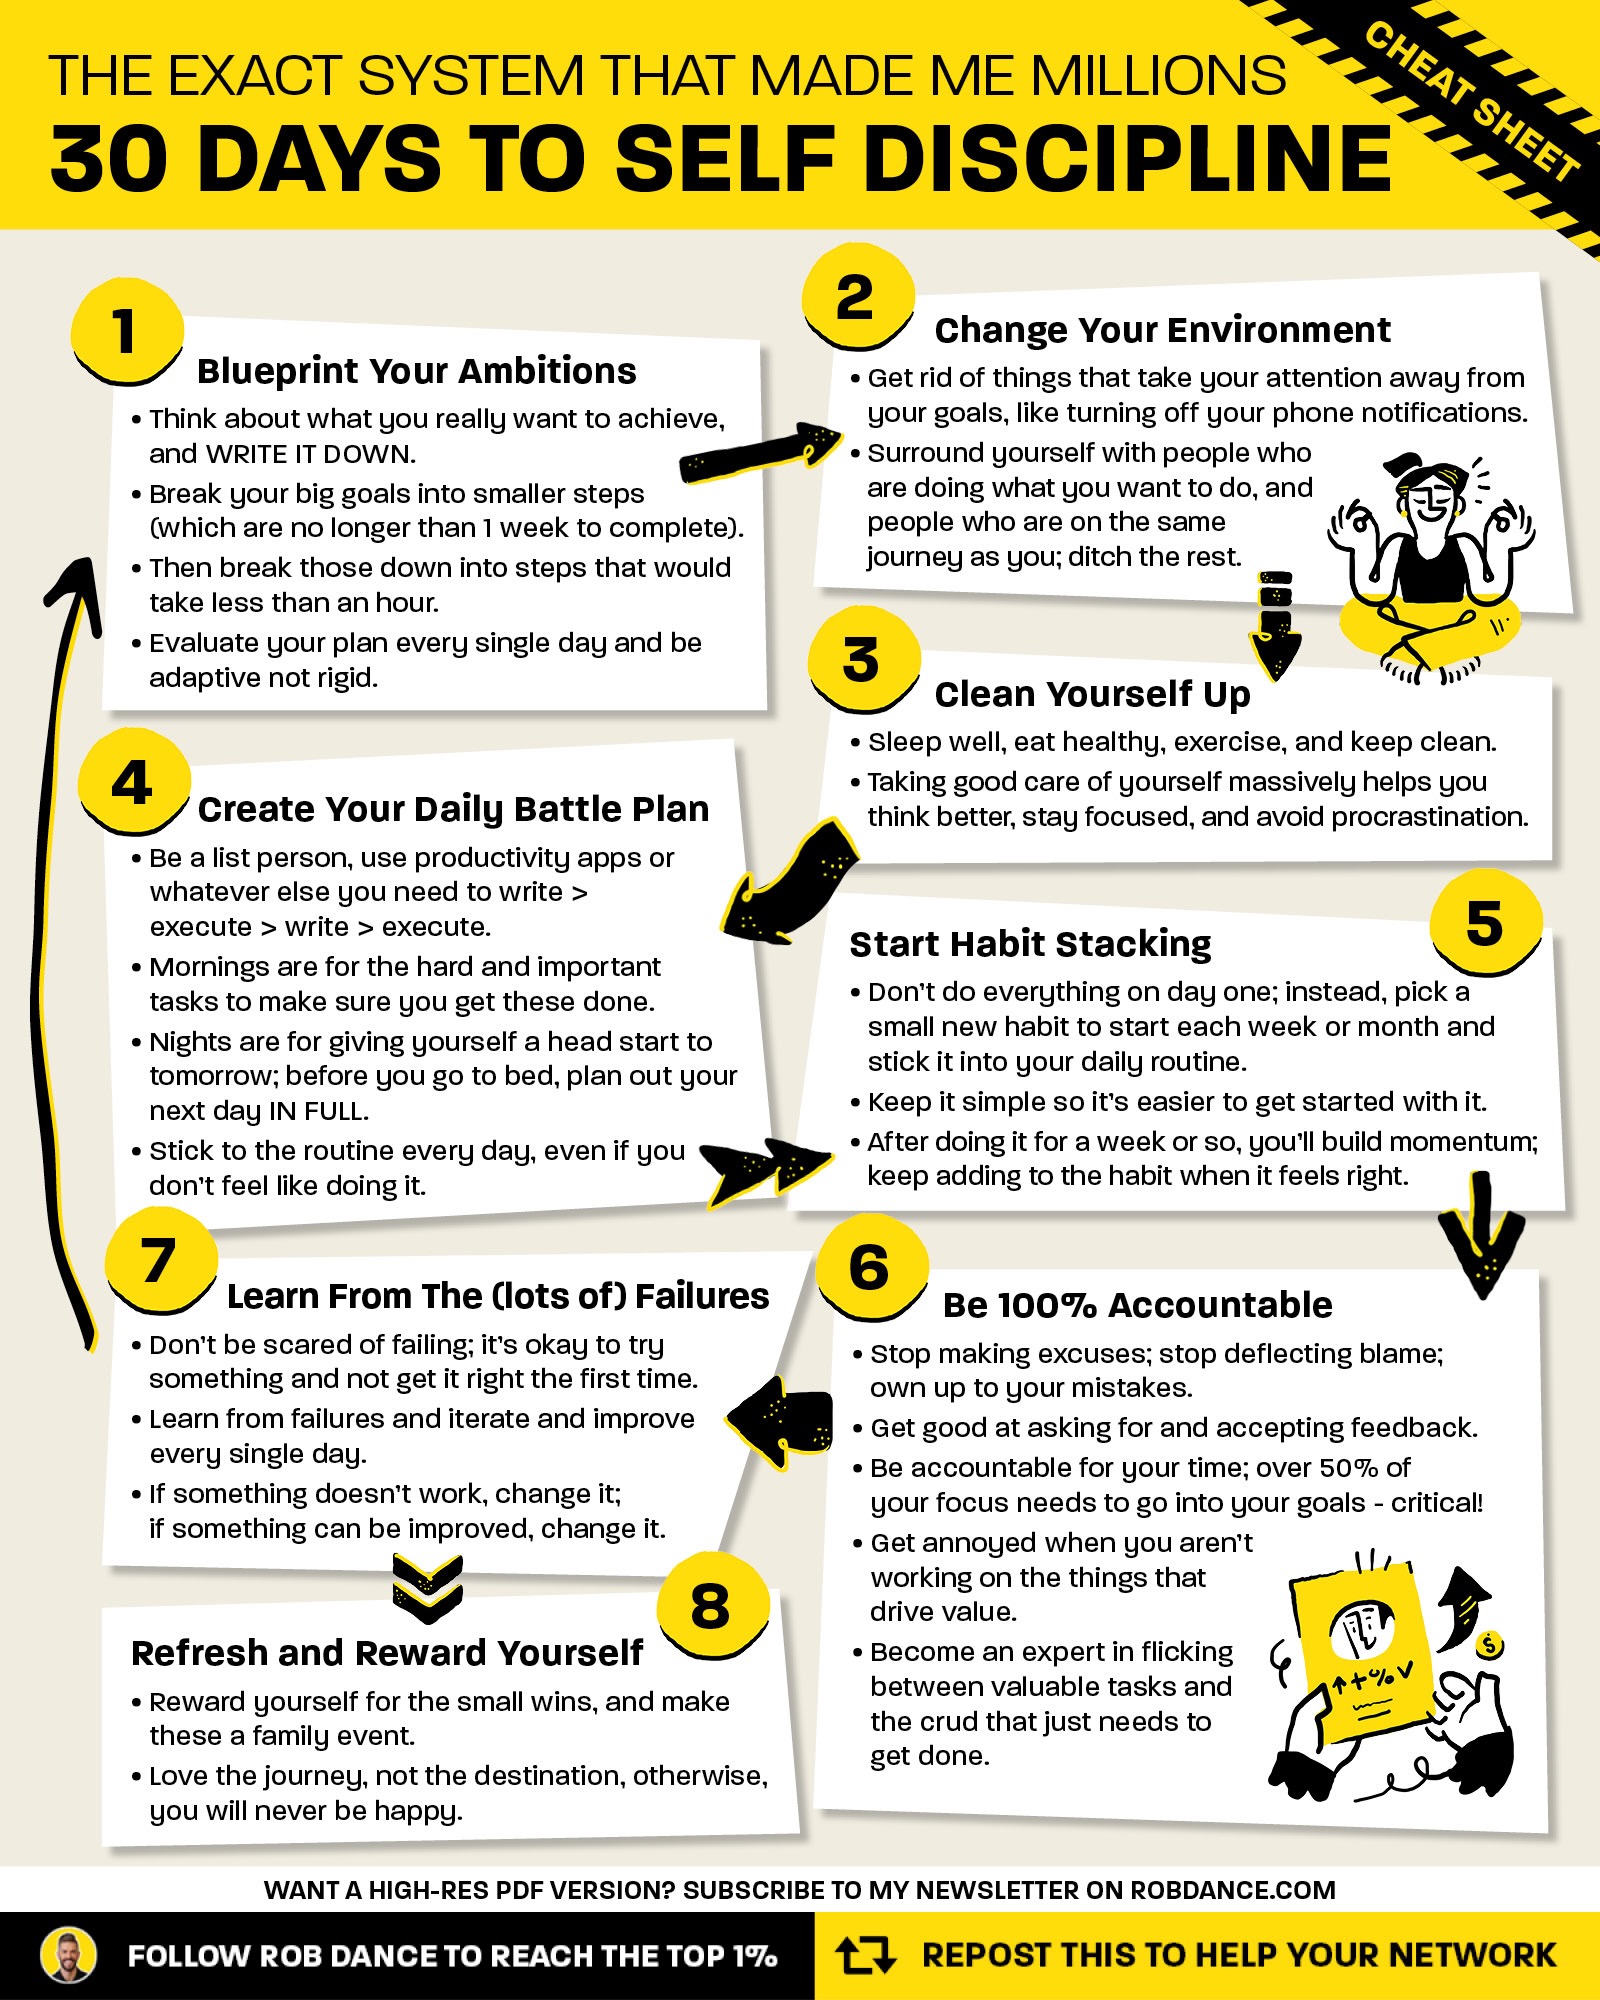 THE EXACT SYSTEM THAT MADE ME MILLIONS
30 DAYS TO SELF DISCIPLINE
CHEAT SHEET
1
Blueprint Your Ambitions
• Think about what you really want to achieve,
and WRITE IT DOWN.
• Break your big goals into smaller steps
(which are no longer than 1 week to complete).
• Then break those down into steps that would
take less than an hour.
• Evaluate your plan every single day and be
adaptive not rigid.
2
Change Your Environment
• Get rid of things that take your attention away from
your goals, like turning off your phone notifications.
• Surround yourself with people who
are doing what you want to do, and
people who are on the same
journey as you; ditch the rest.
3
Clean Yourself Up
• Sleep well, eat healthy, exercise, and keep clean.
• Taking good care of yourself massively helps you
think better, stay focused, and avoid procrastination.
4
Create Your Daily Battle Plan
• Be a list person, use productivity apps or
whatever else you need to write >
execute > write > execute.
• Mornings are for the hard and important
tasks to make sure you get these done.
• Nights are for giving yourself a head start to
tomorrow; before you go to bed, plan out your
next day IN FULL.
• Stick to the routine every day, even if you
don't feel like doing it.
5
Start Habit Stacking
• Don't do everything on day one; instead, pick a
small new habit to start each week or month and
stick it into your daily routine.
• Keep it simple so it's easier to get started with it.
• After doing it for a week or so, you'll build momentum;
keep adding to the habit when it feels right.
6
Be 100% Accountable
• Stop making excuses; stop deflecting blame;
own up to your mistakes.
• Get good at asking for and accepting feedback.
• Be accountable for your time; over 50% of
your focus needs to go into your goals - critical!
• Get annoyed when you aren't
working on the things that
drive value.
• Become an expert in flicking
between valuable tasks and
the crud that just needs to
get done.
$
↑+%✓
7
Learn From The (lots of) Failures
• Don't be scared of failing; it's okay to try
something and not get it right the first time.
• Learn from failures and iterate and improve
every single day.
• If something doesn't work, change it;
if something can be improved, change it.
8
Refresh and Reward Yourself
• Reward yourself for the small wins, and make
these a family event.
• Love the journey, not the destination, otherwise,
you will never be happy.
WANT A HIGH-RES PDF VERSION? SUBSCRIBE TO MY NEWSLETTER ON ROBDANCE.COM
FOLLOW ROB DANCE TO REACH THE TOP 1%
REPOST THIS TO HELP YOUR NETWORK